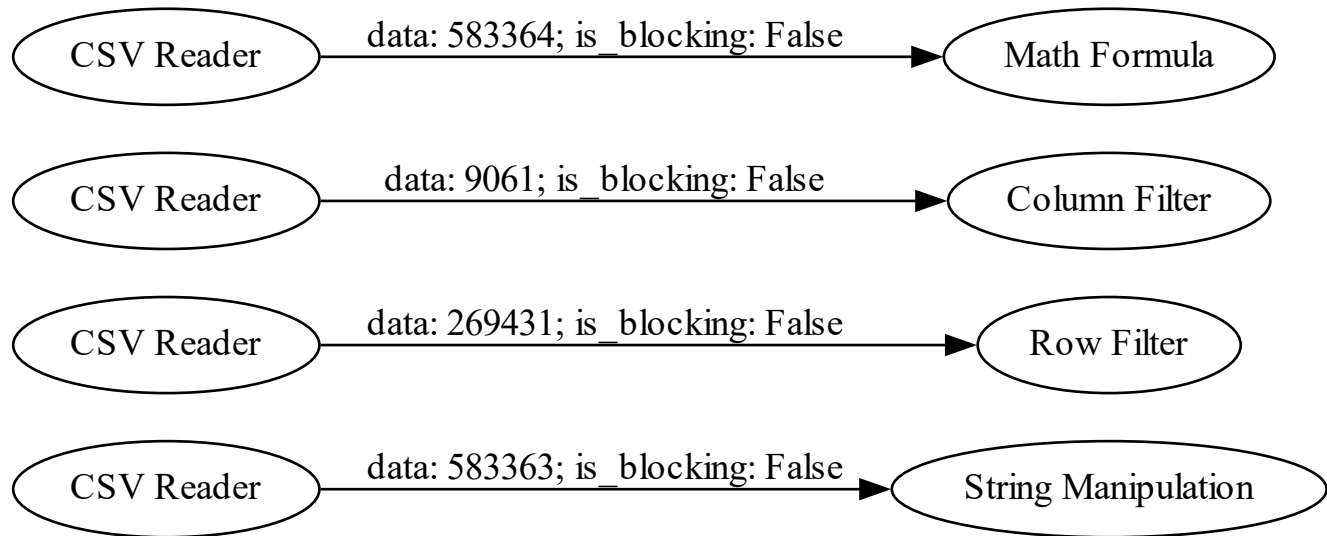 CSV Reader data: 583364; is_blocking: False Math Formula
CSV Reader data: 9061; is_blocking: False Column Filter
CSV Reader data: 269431; is_blocking: False Row Filter
CSV Reader data: 583363; is_blocking: False String Manipulation